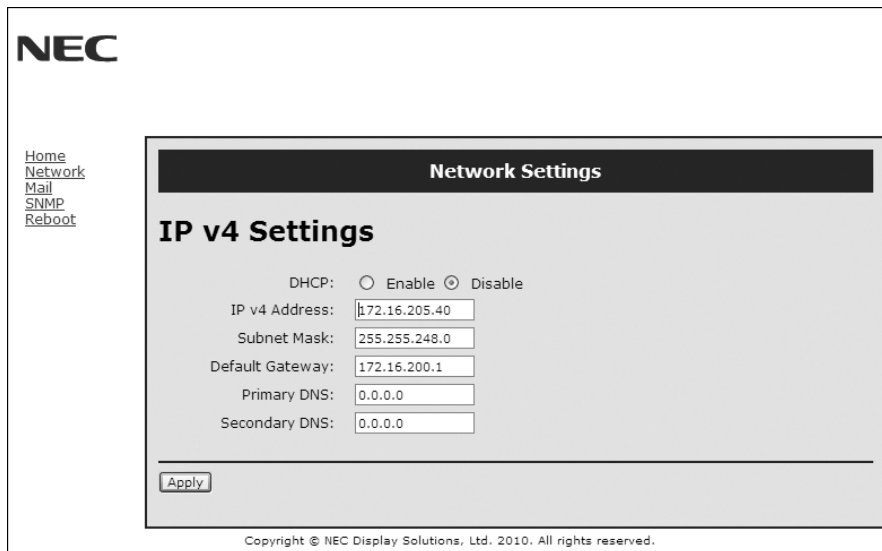 NEC
Home
Network
Mail
SNMP
Reboot
Network Settings
IP v4 Settings
DHCP: Enable Disable
IP v4 Address: 172.16.205.40
Subnet Mask: 255.255.248.0
Default Gateway: 172.16.200.1
Primary DNS: 0.0.0.0
Secondary DNS: 0.0.0.0
Apply
Copyright © NEC Display Solutions, Ltd. 2010. All rights reserved.